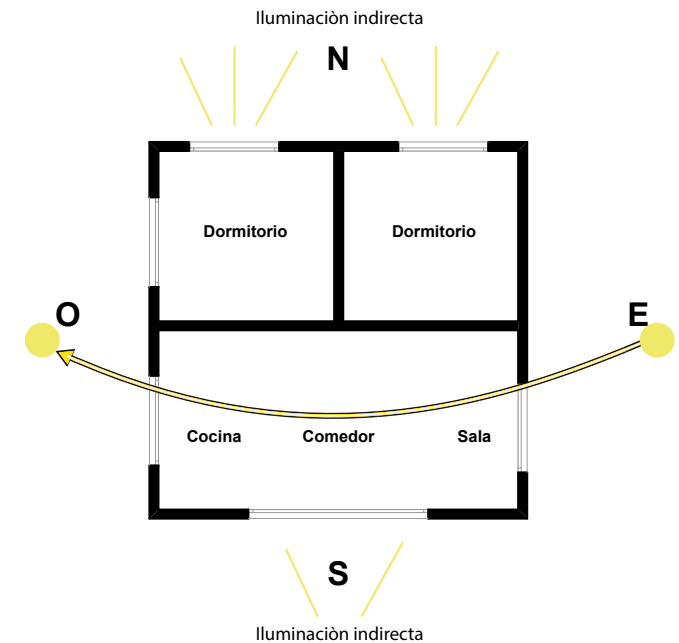 Iluminaciòn indirecta
N
Dormitorio Dormitorio
O E
Cocina Comedor Sala
S
Iluminaciòn indirecta